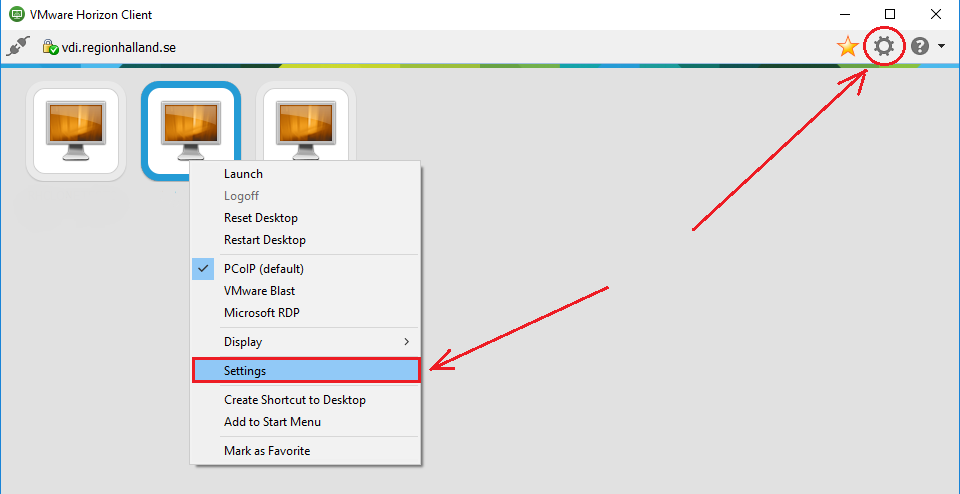 VMware Horizon Client
vdi.regionhalland.se
Launch
Logoff
Reset Desktop
Restart Desktop
PCoIP (default)
VMware Blast
Microsoft RDP
Display
Settings
Create Shortcut to Desktop
Add to Start Menu
Mark as Favorite